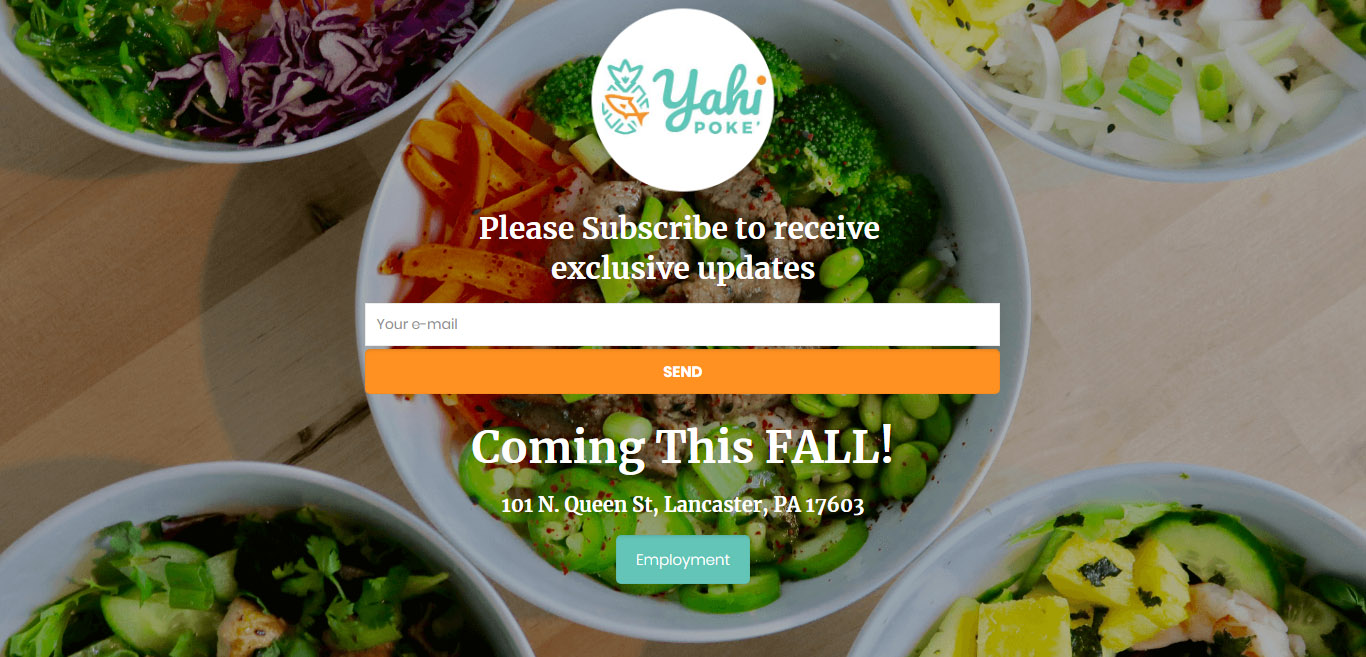 Yahi
POKE'
Please Subscribe to receive
exclusive updates
Your e-mail
SEND
Coming This FALL!
101 N. Queen St, Lancaster, PA 17603
Employment